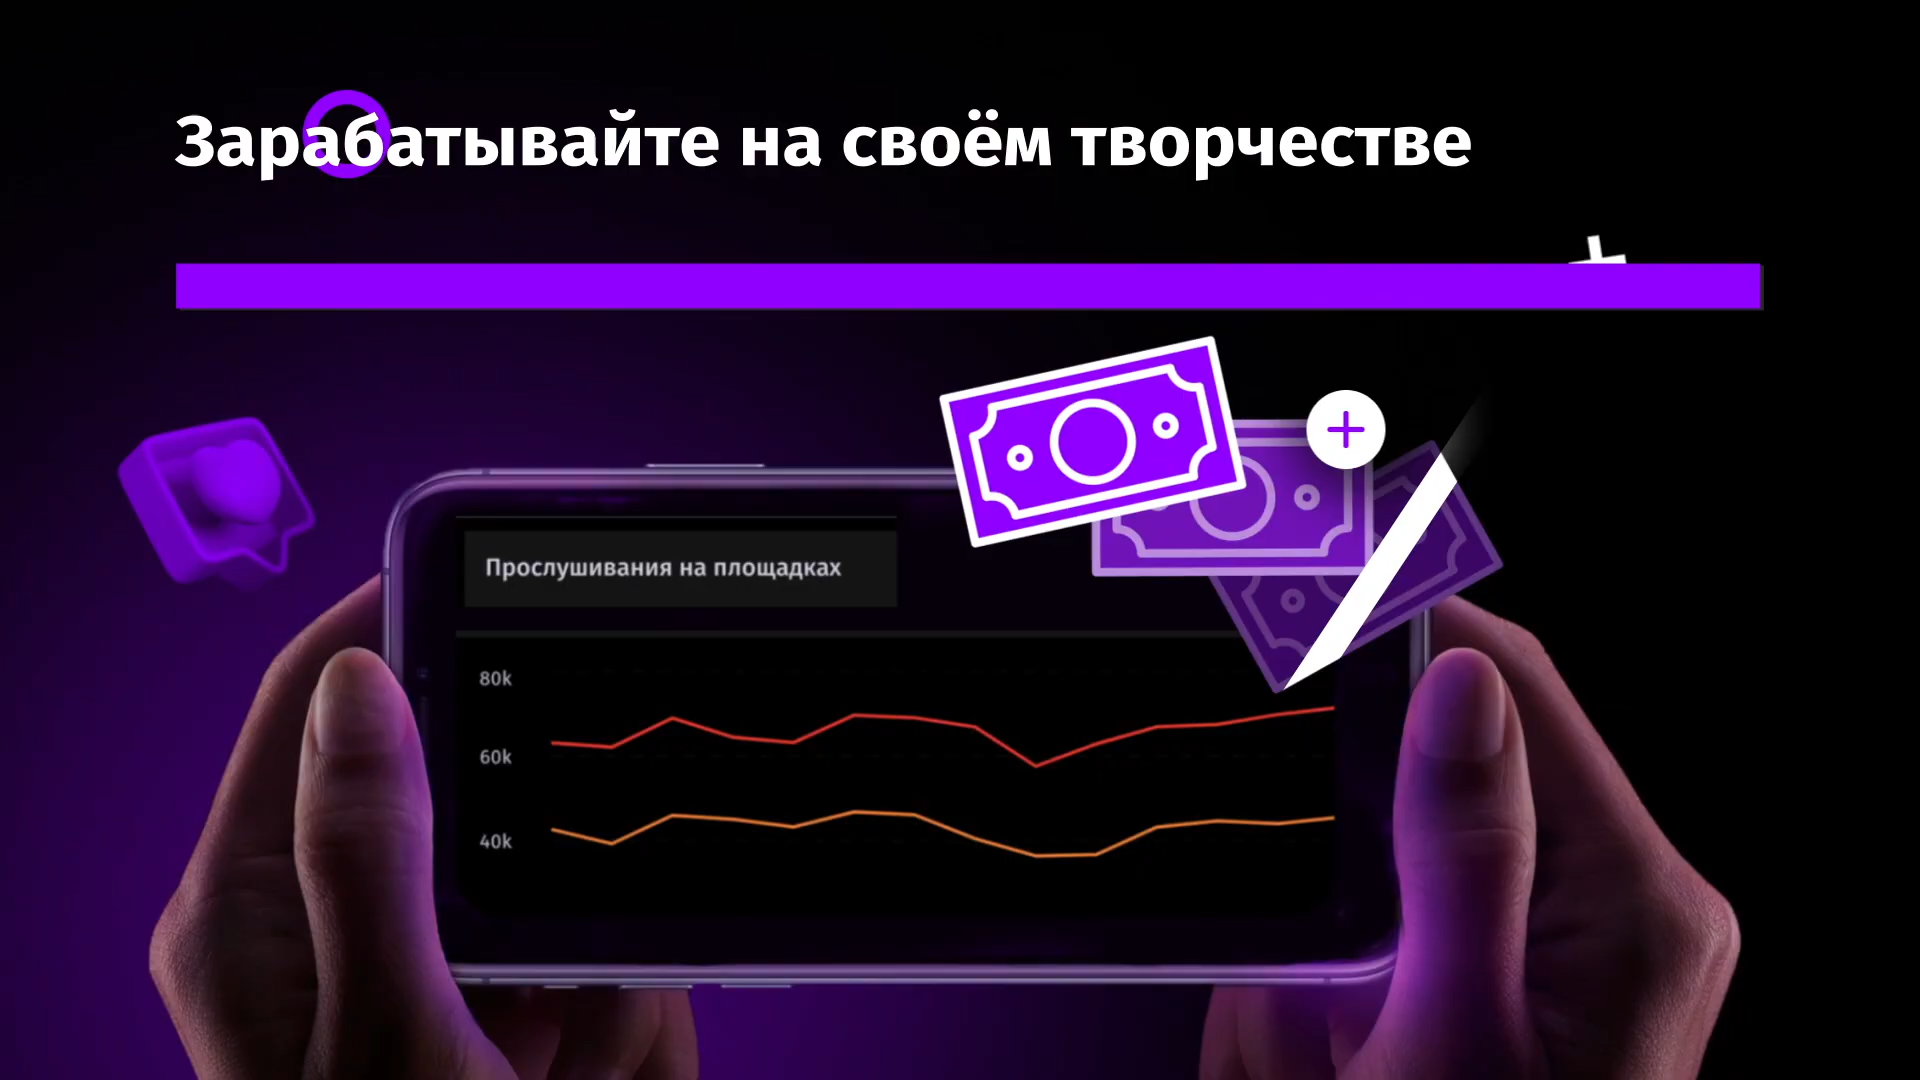 Зарабатывайте на своём творчестве
Прослушивания на площадках
80k
60k
40k